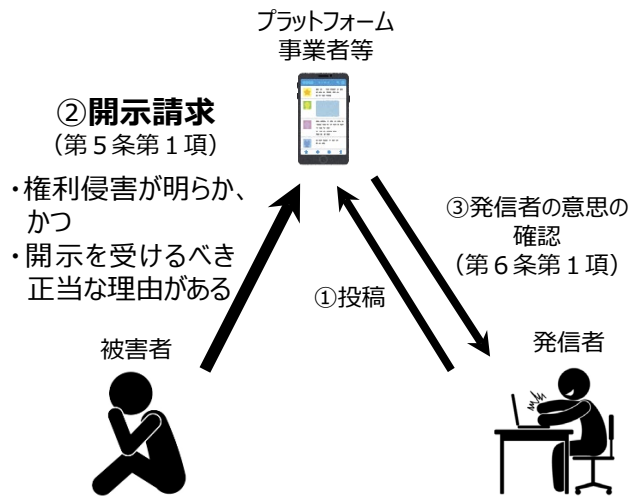 プラットフォーム
事業者等
②開示請求
（第５条第１項）
・権利侵害が明らか、
かつ
・開示を受けるべき
正当な理由がある
③発信者の意思の
確認
（第６条第１項）
①投稿
被害者
発信者